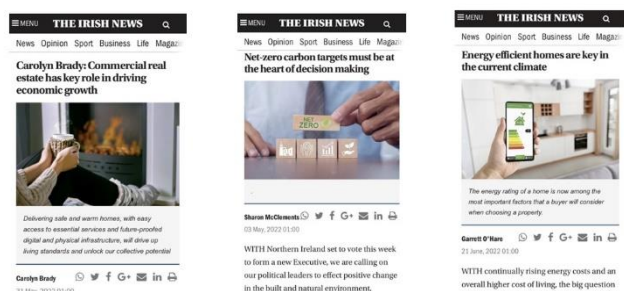 MENU THE IRISH NEWS
News Opinion Sport Business Life Magazi
Carolyn Brady: Commercial real
estate has key role in driving
economic growth
Delivering safe and warm homes, with easy
access to essential services and future-proofed
digital and physical infrastructure, will drive up
living standards and unlock our collective potential
Carolyn Brady
31 May, 2022 01:00
MENU THE IRISH NEWS
News Opinion Sport Business Life Magaz
Net-zero carbon targets must be at
the heart of decision making
NET
ZERO
Sharon McClements
03 May, 2022 01:00
WITH Northern Ireland set to vote this week
to form a new Executive, we are calling on
our political leaders to effect positive change
in the built and natural environment.
MENU THE IRISH NEWS
News Opinion Sport Business Life Magaz
Energy efficient homes are key in
the current climate
The energy rating of a home is now among the
most important factors that a buyer will consider
when choosing a property.
Garrett O'Hare
21 June, 2022 01:00
WITH continually rising energy costs and an
overall higher cost of living, the big question